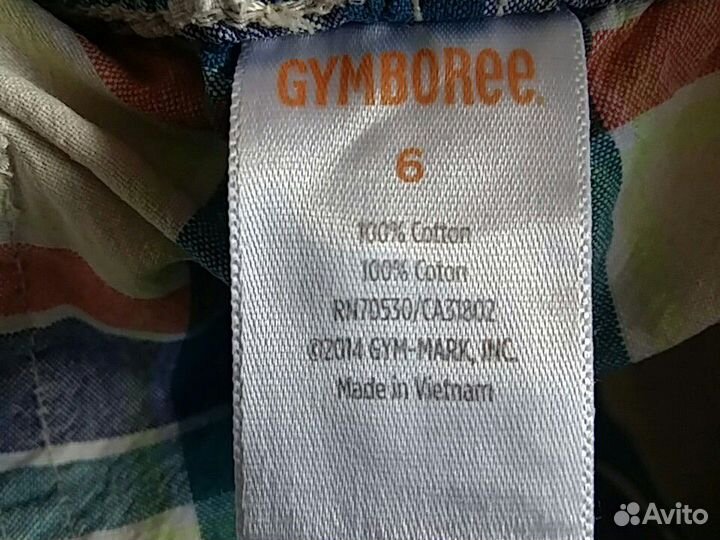 GYMBOREE
6
100% Cotton
100% Coton
RN70530/CA31802
©2014 GYM-MARK, INC.
Made in Vietnam
Avito